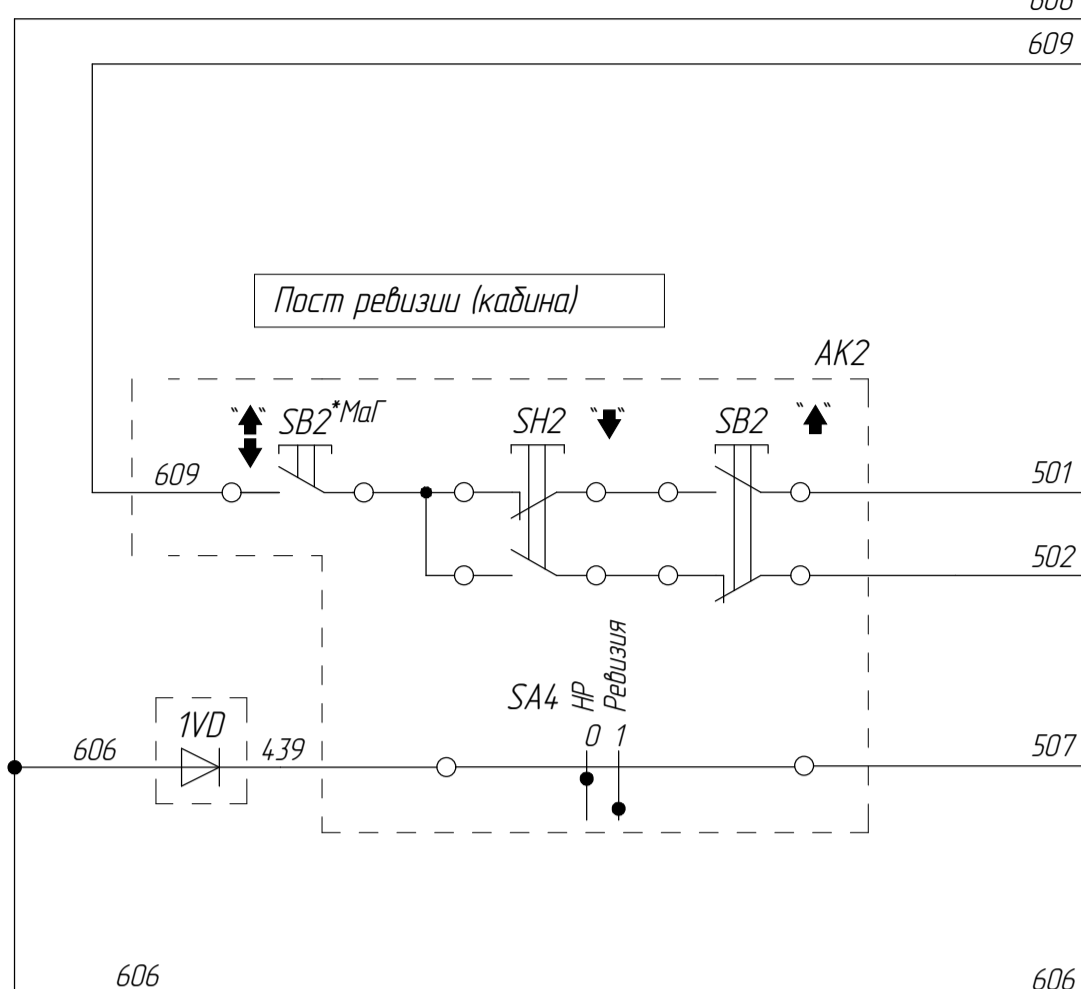 609
Пост ревизии (кабина)
АК2
"
"
SB2*МаГ
SH2
"
"
SB2
"
"
609
501
502
SA4
НР
Ревизия
0
1
1VD
606
439
507
606
606